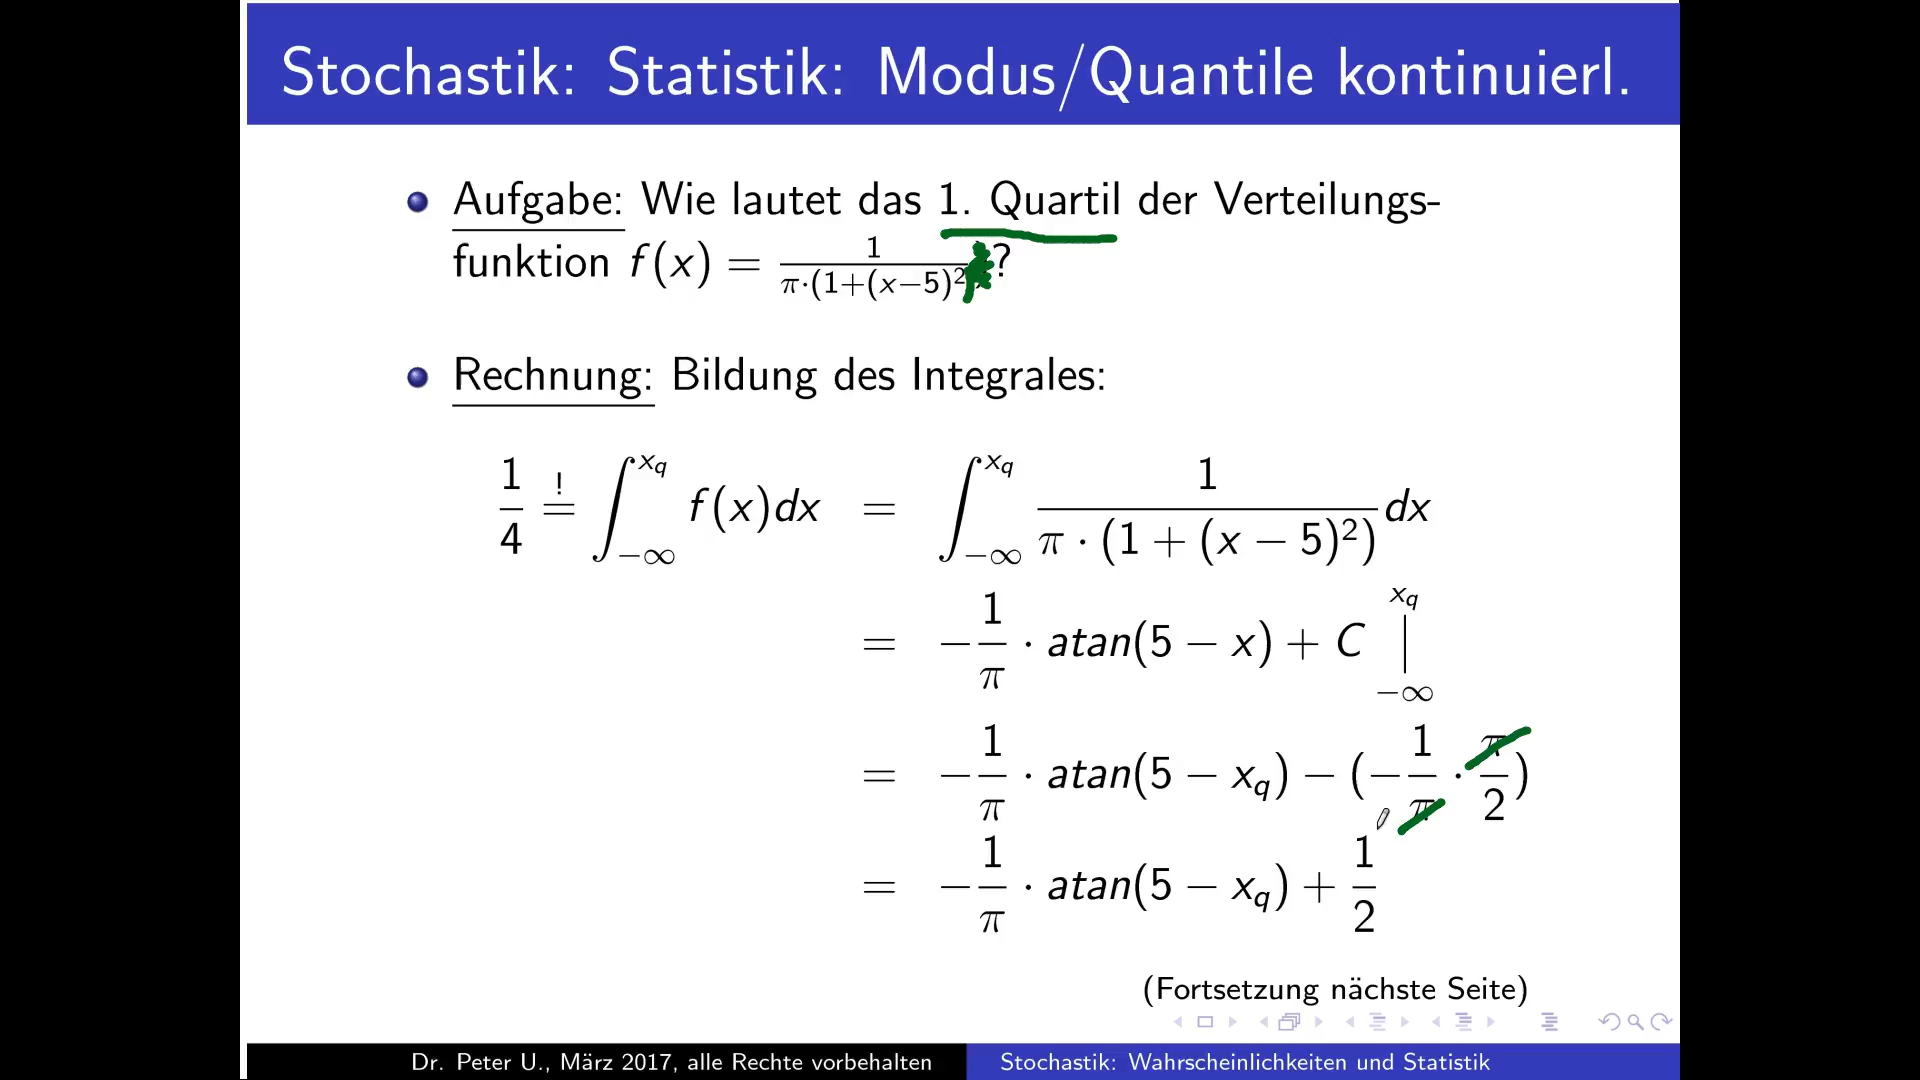 Stochastik: Statistik: Modus/Quantile kontinuierl.
Aufgabe: Wie lautet das 1. Quartil der Verteilungs-
funktion f(x) = 1/(π·(1+(x−5)²) ?
Rechnung: Bildung des Integrales:
1/4 =! ∫_{−∞}^{x_q} f(x)dx = ∫_{−∞}^{x_q} 1/(π · (1 + (x − 5)²)) dx
= −1/π · atan(5 − x) + C |_{−∞}^{x_q}
= −1/π · atan(5 − x_q) − (−1/π · π/2)
= −1/π · atan(5 − x_q) + 1/2
(Fortsetzung nächste Seite)
Dr. Peter U., März 2017, alle Rechte vorbehalten
Stochastik: Wahrscheinlichkeiten und Statistik